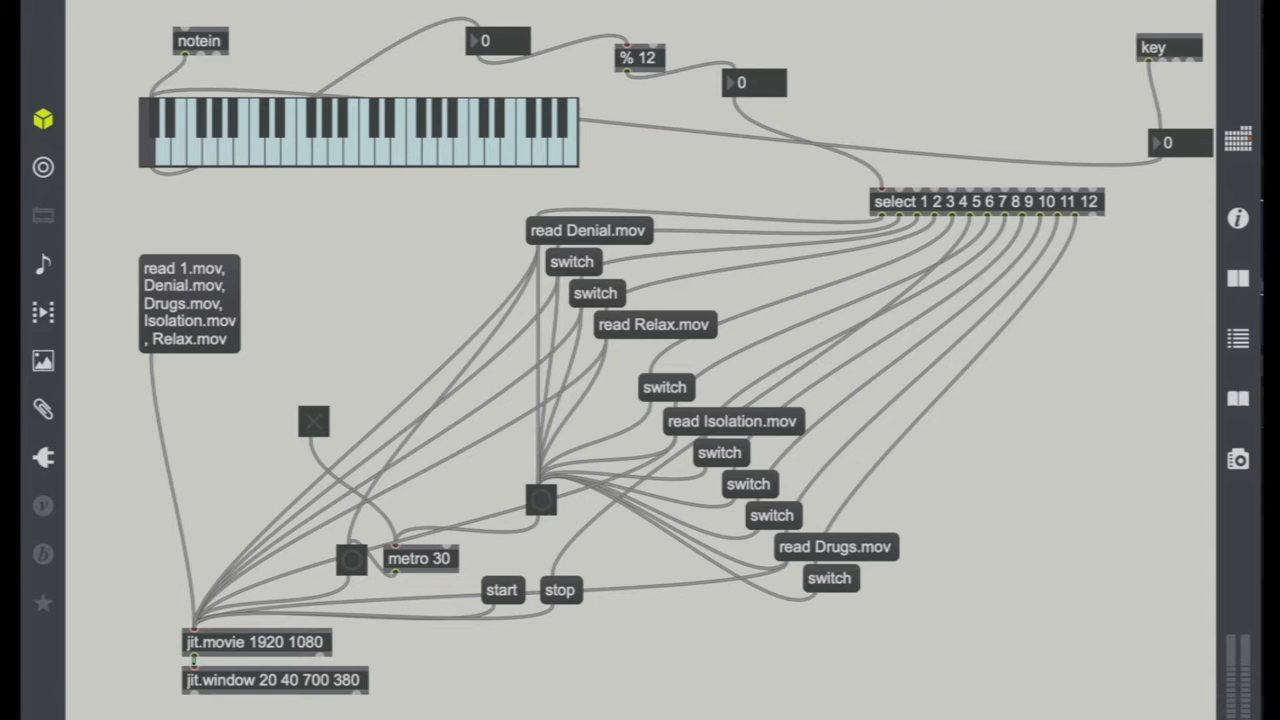 notein
0
% 12
0
key
0
select 1 2 3 4 5 6 7 8 9 10 11 12
read Denial.mov
switch
switch
read Relax.mov
read 1.mov,
Denial.mov,
Drugs.mov,
Isolation.mov
, Relax.mov
switch
read Isolation.mov
switch
switch
switch
read Drugs.mov
switch
metro 30
start
stop
jit.movie 1920 1080
jit.window 20 40 700 380